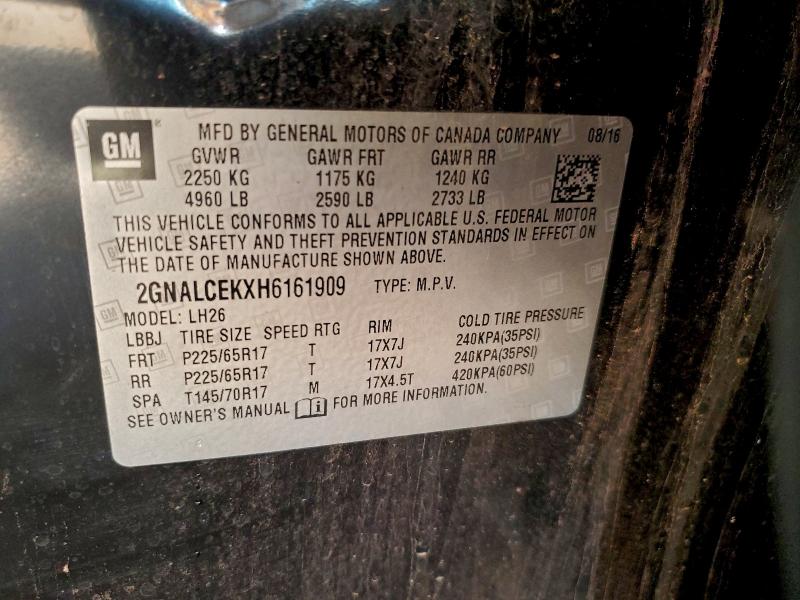 GM MFD BY GENERAL MOTORS OF CANADA COMPANY 08/16
GVWR GAWR FRT GAWR RR
2250 KG 1175 KG 1240 KG
4960 LB 2590 LB 2733 LB
THIS VEHICLE CONFORMS TO ALL APPLICABLE U.S. FEDERAL MOTOR
VEHICLE SAFETY AND THEFT PREVENTION STANDARDS IN EFFECT ON
THE DATE OF MANUFACTURE SHOWN ABOVE.
2GNALCEKXH6161909 TYPE: M.P.V.
MODEL: LH26
LBBJ TIRE SIZE SPEED RTG RIM COLD TIRE PRESSURE
FRT P225/65R17 T 17X7J 240KPA(35PSI)
RR P225/65R17 T 17X7J 240KPA(35PSI)
SPA T145/70R17 M 17X4.5T 420KPA(60PSI)
SEE OWNER'S MANUAL FOR MORE INFORMATION.